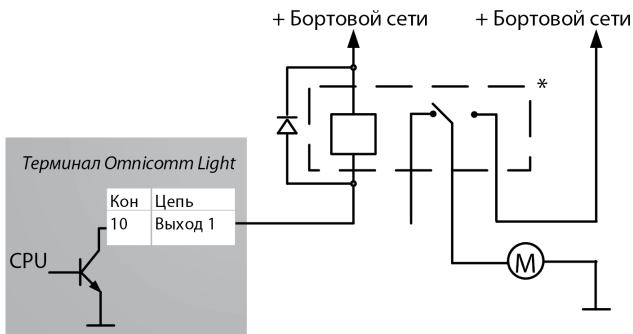 + Бортовой сети
+ Бортовой сети
*
Терминал Omnicomm Light
Кон Цепь
10 Выход 1
CPU
M